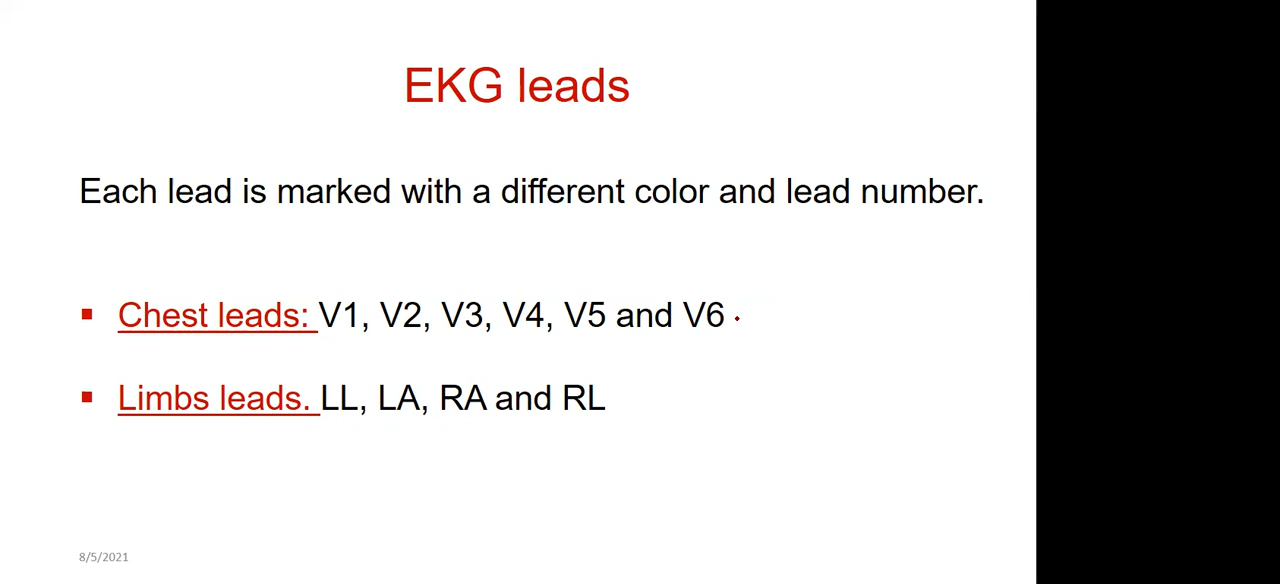 EKG leads
Each lead is marked with a different color and lead number.
▪ Chest leads: V1, V2, V3, V4, V5 and V6
▪ Limbs leads. LL, LA, RA and RL
8/5/2021